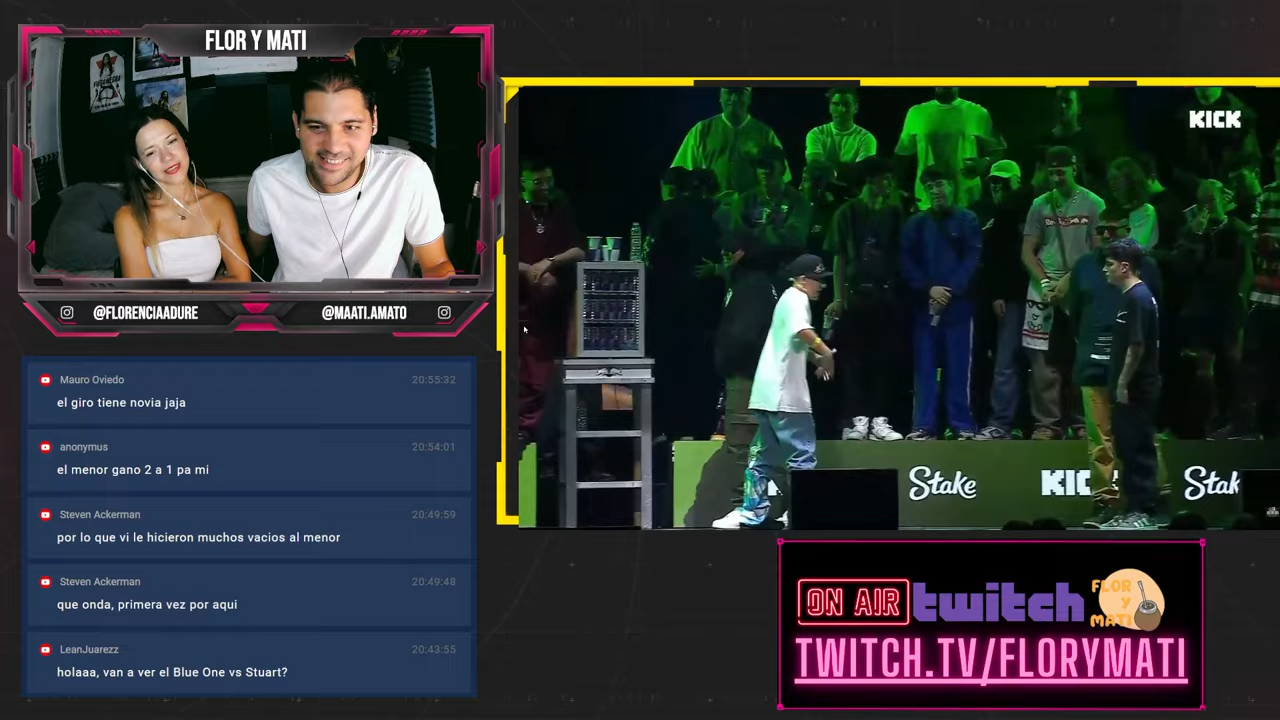 FLOR Y MATI
@FLORENCIAADURE
@MAATI.AMATO
Mauro Oviedo
20:55:32
el giro tiene novia jaja
anonymus
20:54:01
el menor gano 2 a 1 pa mi
Steven Ackerman
20:49:59
por lo que vi le hicieron muchos vacios al menor
Steven Ackerman
20:49:48
que onda, primera vez por aqui
LeanJuarezz
20:43:55
holaaa, van a ver el Blue One vs Stuart?
KICK
Stake
KIC
Stak
ON AIR
twitch
FLOR
Y
MATI
TWITCH.TV/FLORYMATI